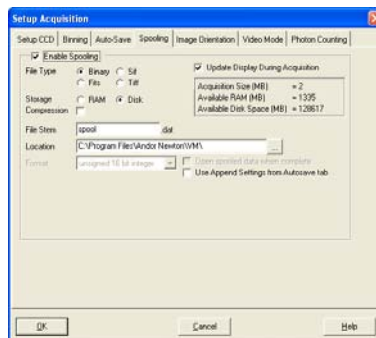 Setup Acquisition
Setup CCD Binning Auto-Save Spooling Image Orientation Video Mode Photon Counting
Enable Spooling
File Type Binary Sif
Fits Tiff
Update Display During Acquisition
Acquisition Size (MB) = 2
Available RAM (MB) = 1335
Available Disk Space (MB) = 128617
Storage RAM Disk
Compression
File Stem spool .dat
Location C:\Program Files\Andor Newton\VM\ ...
Format unsigned 16 bit integer Open spooled data when complete
Use Append Settings from Autosave tab
OK Cancel Help